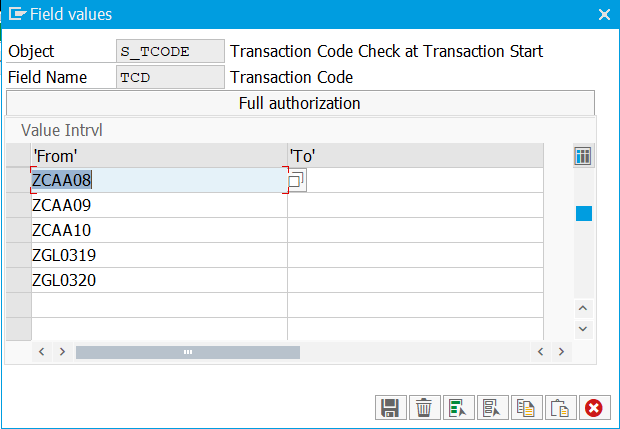 Field values
Object S_TCODE Transaction Code Check at Transaction Start
Field Name TCD Transaction Code
Full authorization
Value Intrvl
'From' 'To'
ZCAA08
ZCAA09
ZCAA10
ZGL0319
ZGL0320